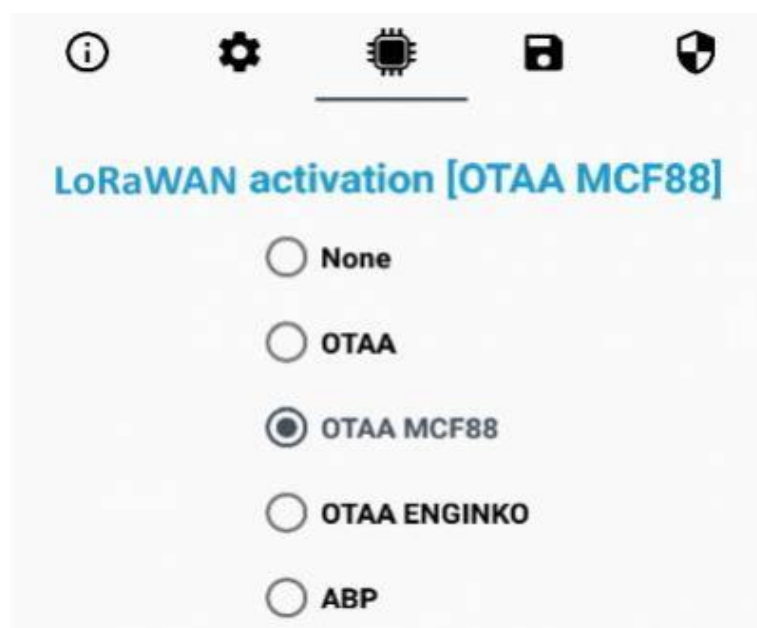 LoRaWAN activation [OTAA MCF88]
None
OTAA
OTAA MCF88
OTAA ENGINKO
ABP